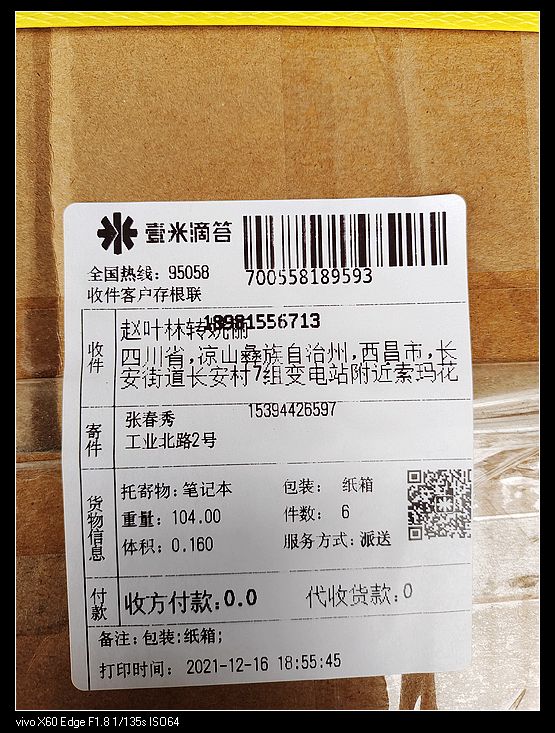 壹米滴答
全国热线：95058
收件客户存根联
700558189593
收件
赵叶林转婉丽 18981556713
四川省,凉山彝族自治州,西昌市,长
安街道长安村7组变电站附近索玛花
寄件
张春秀 15394426597
工业北路2号
货物信息
托寄物:笔记本 包装: 纸箱
重量: 104.00 件数: 6
体积: 0.160 服务方式:派送
付款
收方付款:0.0 代收货款:0
备注:包装:纸箱;
打印时间: 2021-12-16 18:55:45
vivo X60 Edge F1.8 1/135s ISO64